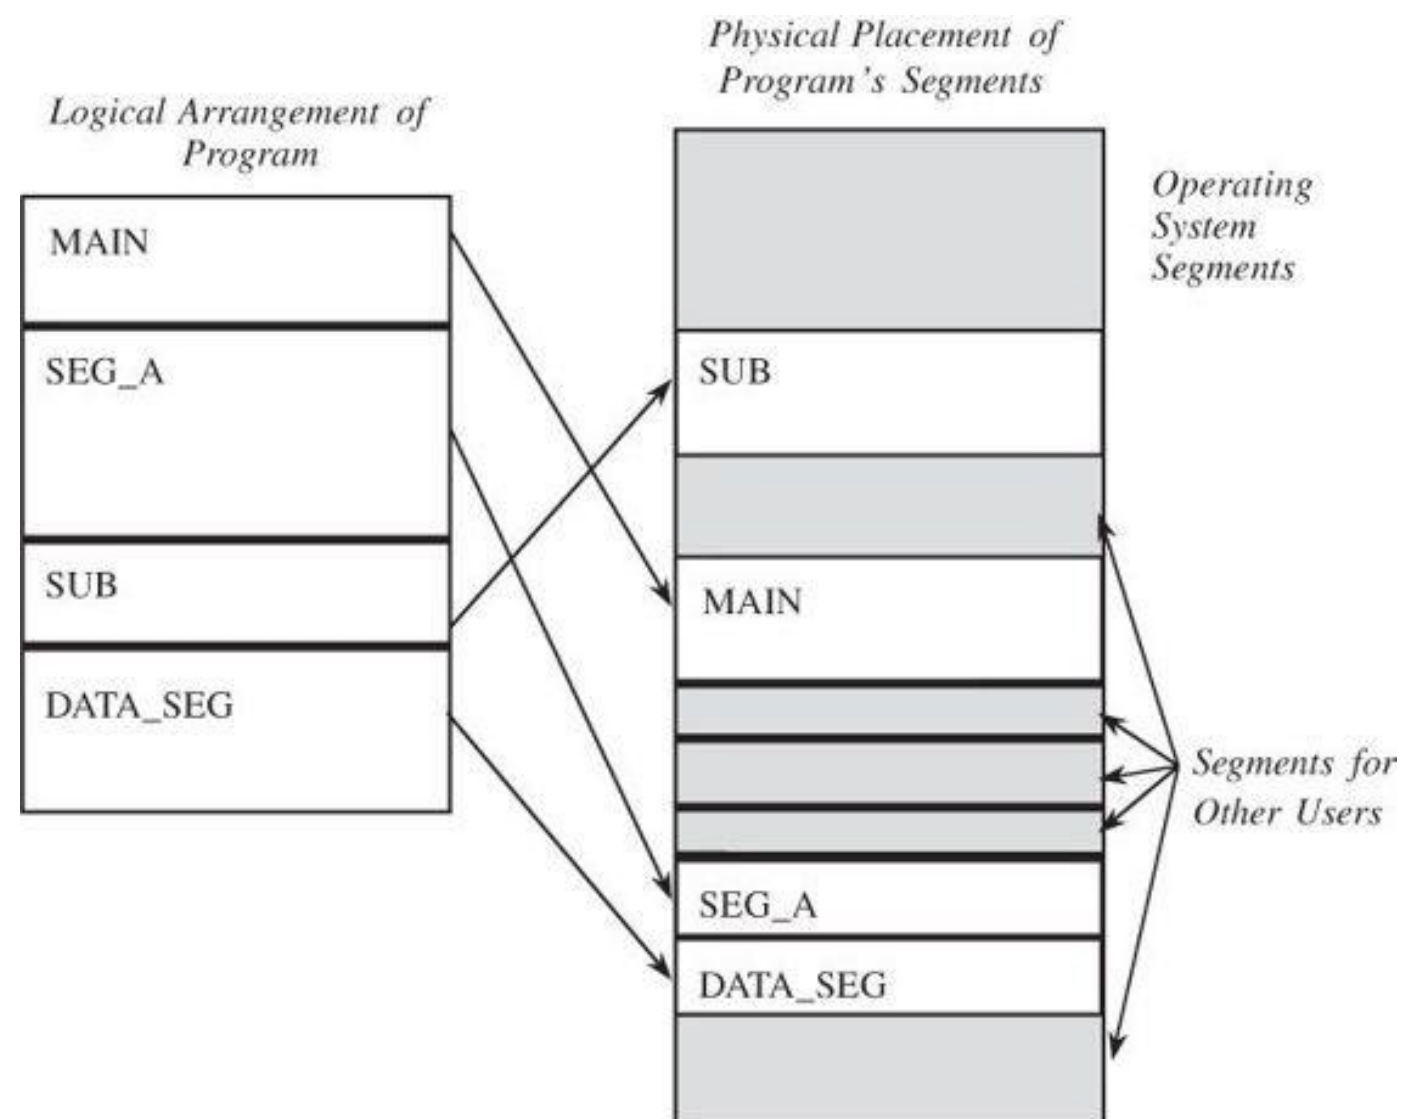 Physical Placement of
Program's Segments
Logical Arrangement of
Program
MAIN
SEG_A
SUB
DATA_SEG
Operating
System
Segments
SUB
MAIN
SEG_A
DATA_SEG
Segments for
Other Users